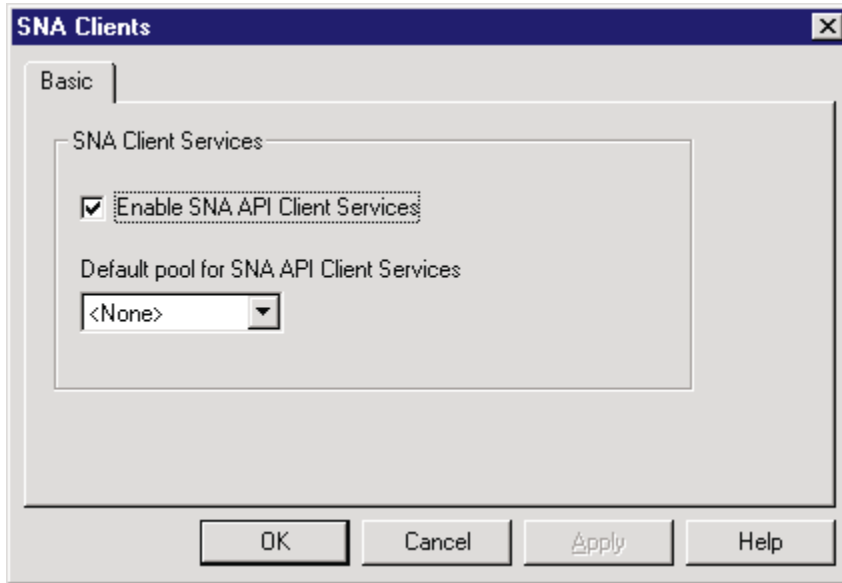 SNA Clients
Basic
SNA Client Services
Enable SNA API Client Services
Default pool for SNA API Client Services
<None>
OK Cancel Apply Help